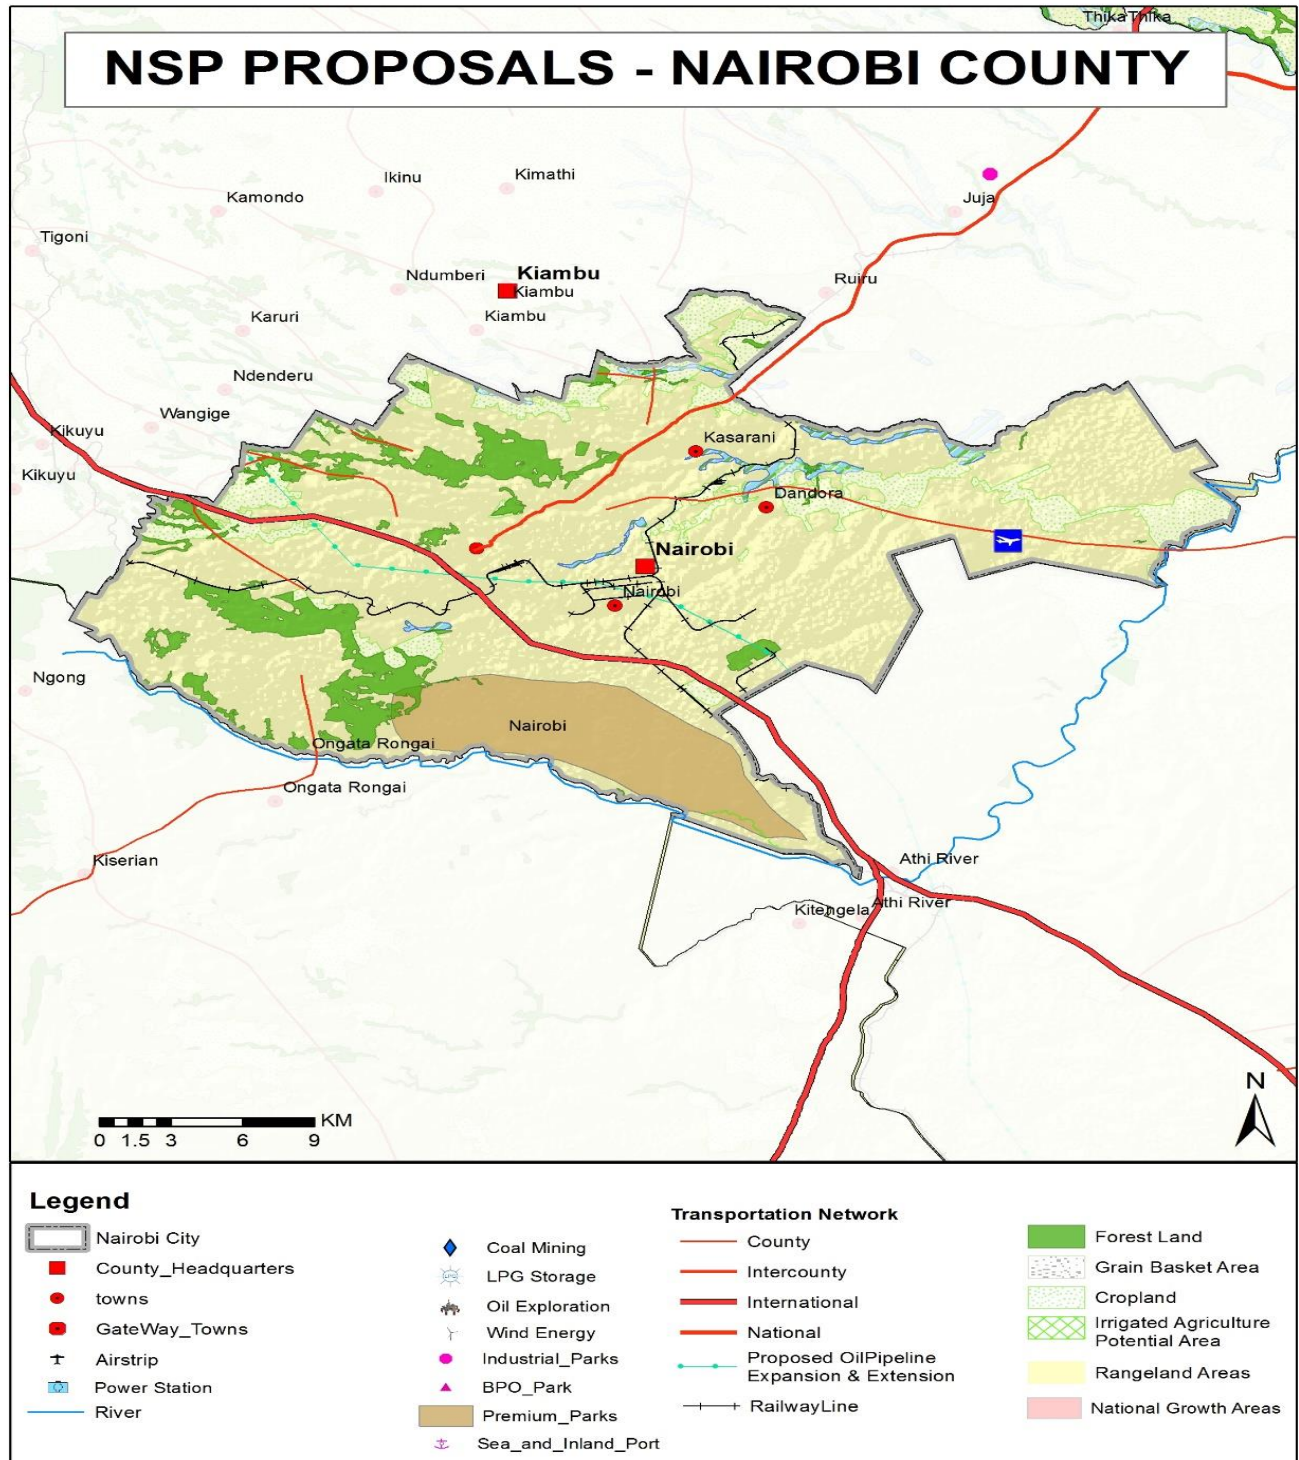 ThikaThika
NSP PROPOSALS - NAIROBI COUNTY
Ikinu
Kimathi
Kamondo
Juja
Tigoni
Ndumberi
Kiambu
Kiambu
Ruiru
Karuri
Kiambu
Ndenderu
Wangige
Kikuyu
Kasarani
Kikuyu
Dandora
Nairobi
Nairobi
Ngong
Nairobi
Ongata Rongai
Ongata Rongai
Kiserian
Athi River
Athi River
Kitengela
N
KM
0 1.5 3 6 9
Legend
Nairobi City
County_Headquarters
towns
GateWay_Towns
Airstrip
Power Station
River
Coal Mining
LPG Storage
Oil Exploration
Wind Energy
Industrial_Parks
BPO_Park
Premium_Parks
Sea_and_Inland_Port
Transportation Network
County
Intercounty
International
National
Proposed OilPipeline
Expansion & Extension
RailwayLine
Forest Land
Grain Basket Area
Cropland
Irrigated Agriculture
Potential Area
Rangeland Areas
National Growth Areas